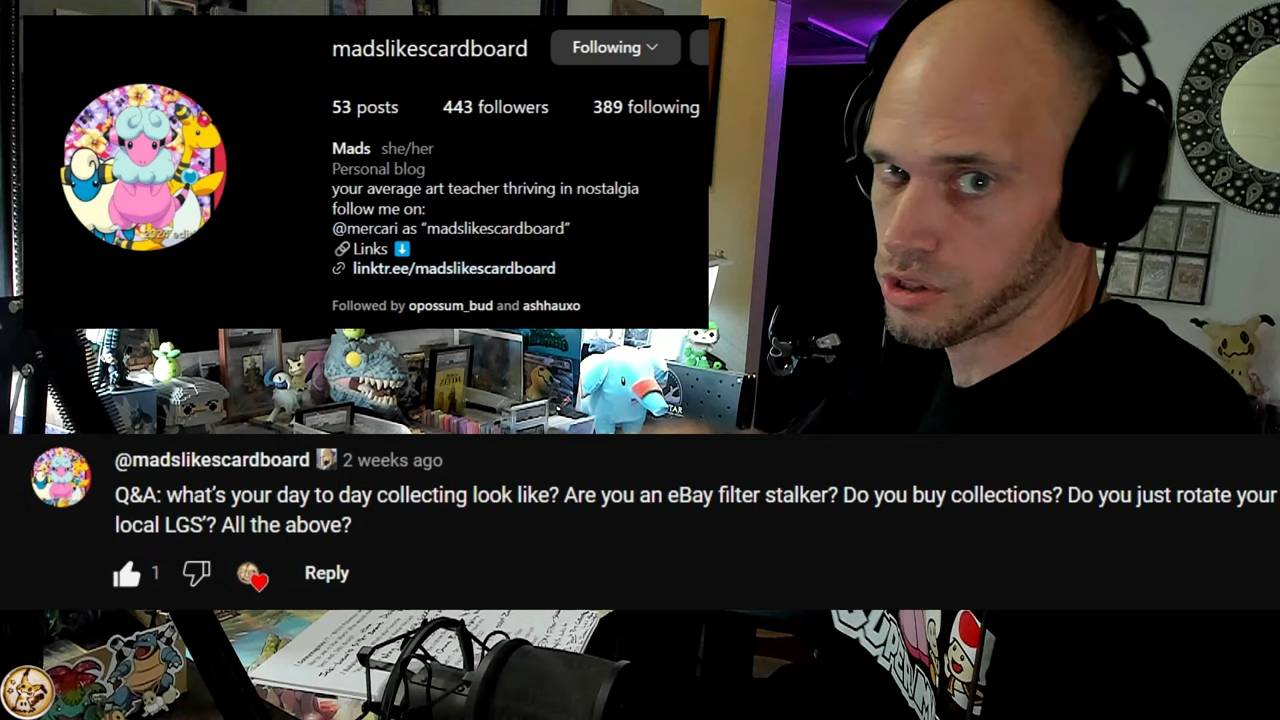 madslikescardboard
Following
53 posts
443 followers
389 following
Mads she/her
Personal blog
your average art teacher thriving in nostalgia
follow me on:
@mercari as “madslikescardboard”
Links
linktr.ee/madslikescardboard
Followed by opossum_bud and ashhauxo
ZELDA
@madslikescardboard 2 weeks ago
Q&A: what’s your day to day collecting look like? Are you an eBay filter stalker? Do you buy collections? Do you just rotate your
local LGS’? All the above?
1
Reply